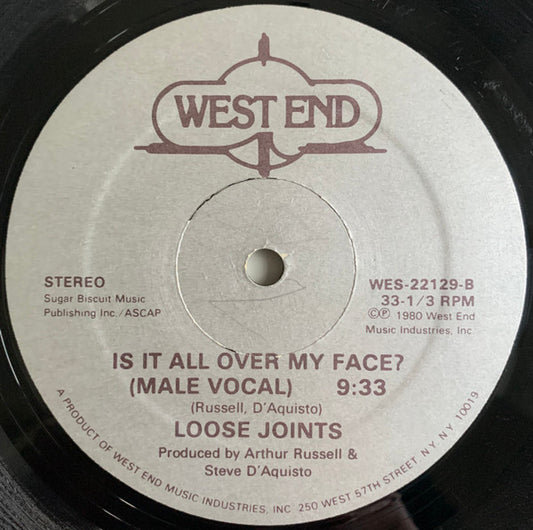 WEST END
STEREO
Sugar Biscuit Music
Publishing Inc./ASCAP
WES-22129-B
33-1/3 RPM
©℗ 1980 West End
Music Industries, Inc.
IS IT ALL OVER MY FACE?
(MALE VOCAL) 9:33
(Russell, D'Aquisto)
LOOSE JOINTS
Produced by Arthur Russell &
Steve D'Aquisto
A PRODUCT OF WEST END MUSIC INDUSTRIES, INC 250 WEST 57TH STREET, NY, NY 10019